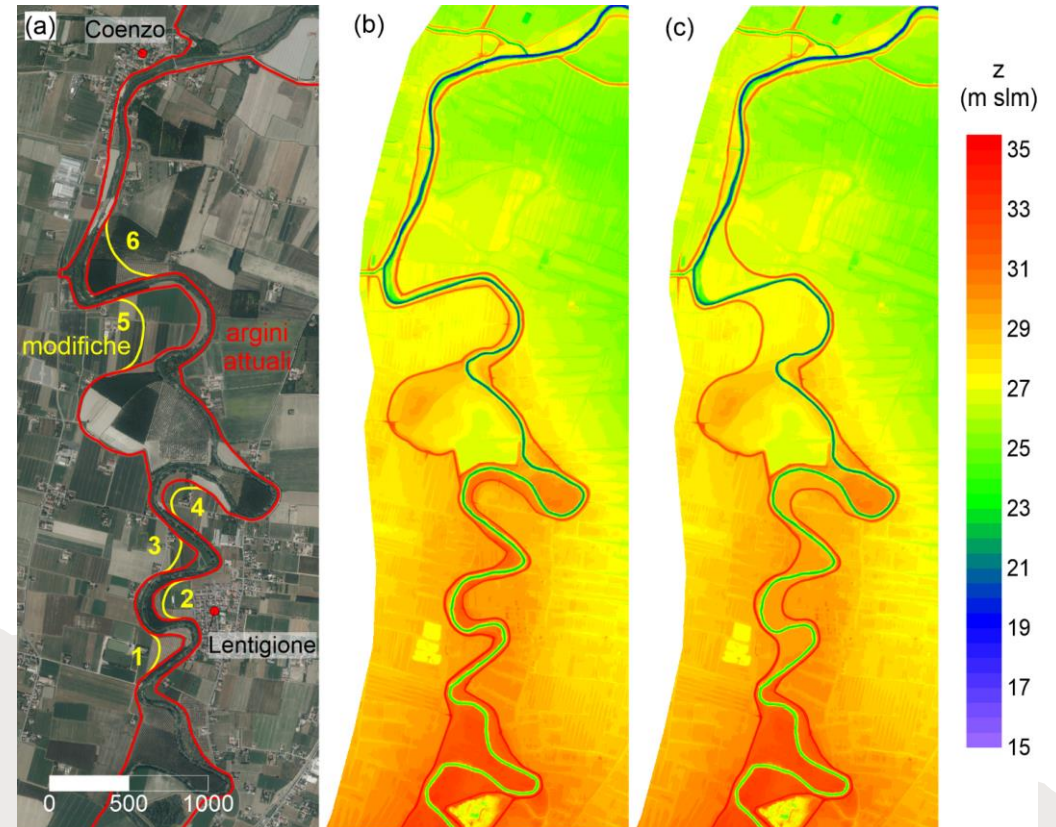 (a)
Coenzo
6
5
modifiche
argini
attuali
4
3
2
Lentigione
1
0 500 1000
(b)
(c)
z
(m slm)
35
33
31
29
27
25
23
21
19
17
15